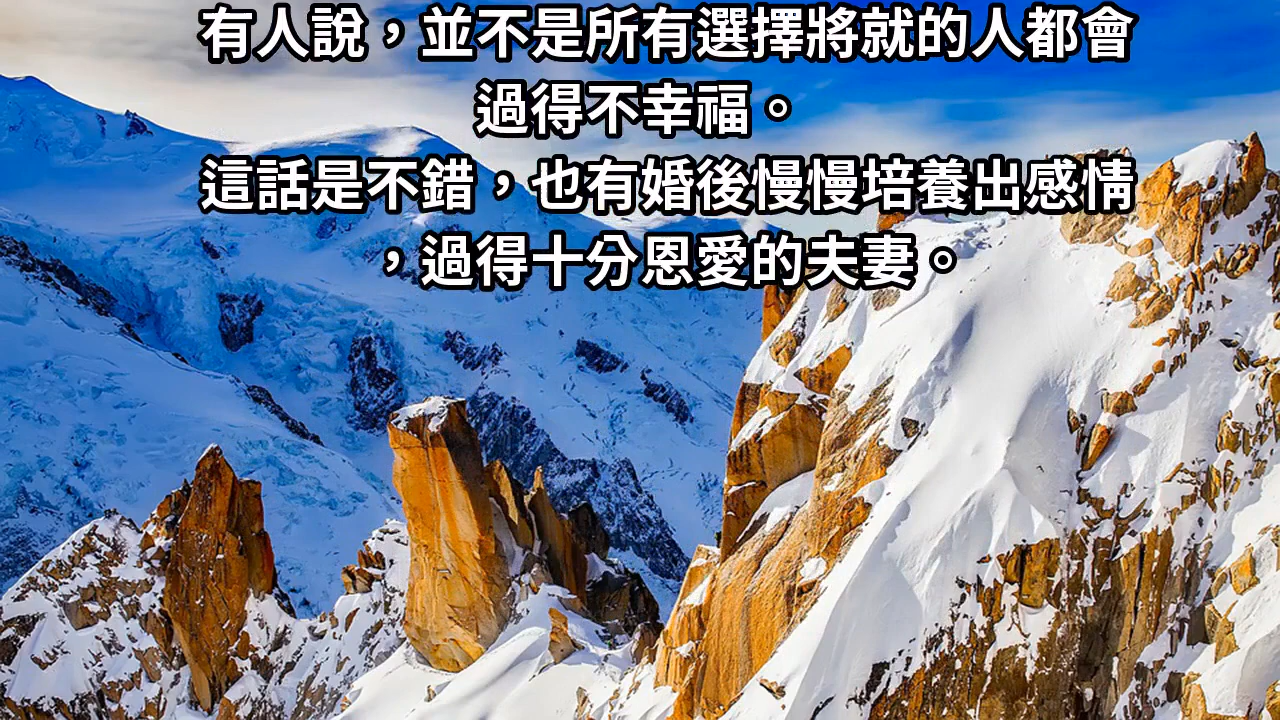 有人說，並不是所有選擇將就的人都會
過得不幸福。
這話是不錯，也有婚後慢慢培養出感情
，過得十分恩愛的夫妻。